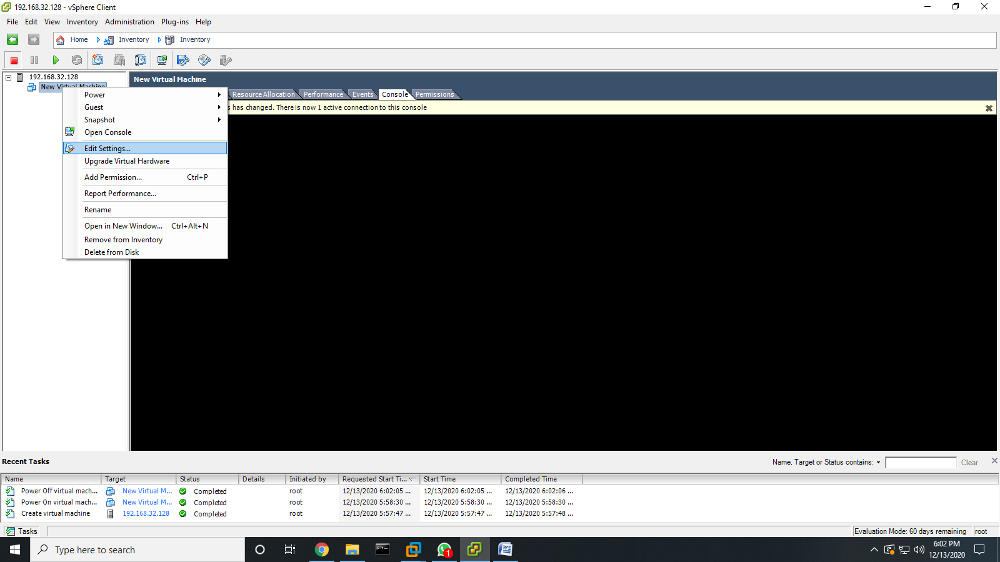 192.168.32.128 - vSphere Client
File Edit View Inventory Administration Plug-ins Help
Home Inventory Inventory
192.168.32.128
New Virtual Machine
New Virtual Machine
Resource Allocation Performance Events Console Permissions
s has changed. There is now 1 active connection to this console
Power
Guest
Snapshot
Open Console
Edit Settings...
Upgrade Virtual Hardware
Add Permission... Ctrl+P
Report Performance...
Rename
Open in New Window... Ctrl+Alt+N
Remove from Inventory
Delete from Disk
Recent Tasks
Name, Target or Status contains: Clear
Name Target Status Details Initiated by Requested Start Ti... Start Time Completed Time
Power Off virtual mach... New Virtual M... Completed root 12/13/2020 6:02:05 ... 12/13/2020 6:02:05 ... 12/13/2020 6:02:06 ...
Power On virtual mach... New Virtual M... Completed root 12/13/2020 5:58:30 ... 12/13/2020 5:58:30 ... 12/13/2020 5:58:30 ...
Create virtual machine 192.168.32.128 Completed root 12/13/2020 5:57:47 ... 12/13/2020 5:57:47 ... 12/13/2020 5:57:48 ...
Tasks Evaluation Mode: 60 days remaining root
Type here to search
1
6:02 PM
12/13/2020